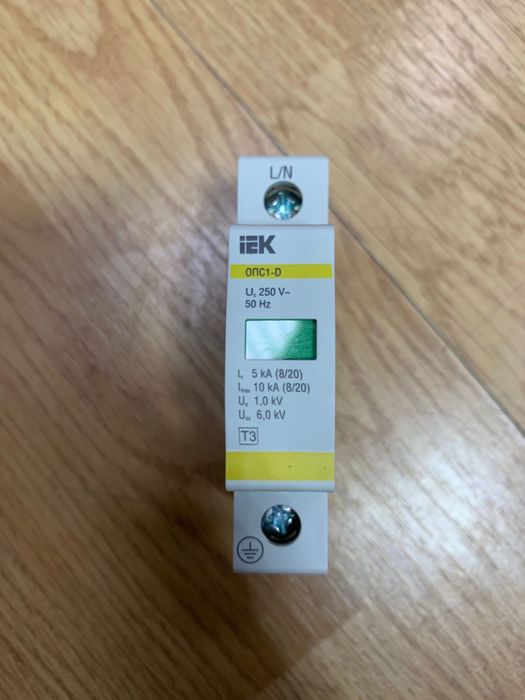 L/N
IEK
ОПС1-D
Uc 250 V~
50 Hz
In 5 kA (8/20)
Imax 10 kA (8/20)
Up 1,0 kV
Uoc 6,0 kV
T3